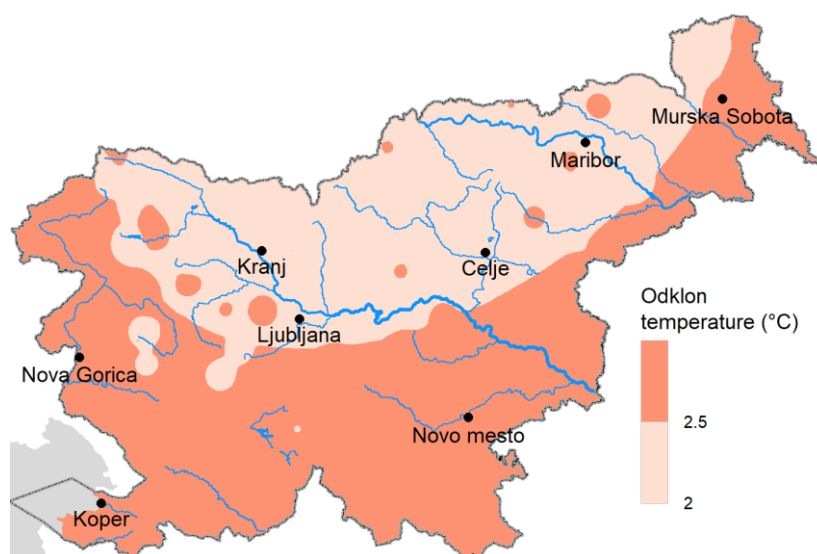 Murska Sobota
Maribor
Kranj
Celje
Ljubljana
Nova Gorica
Novo mesto
Koper
Odklon
temperature (°C)
2.5
2